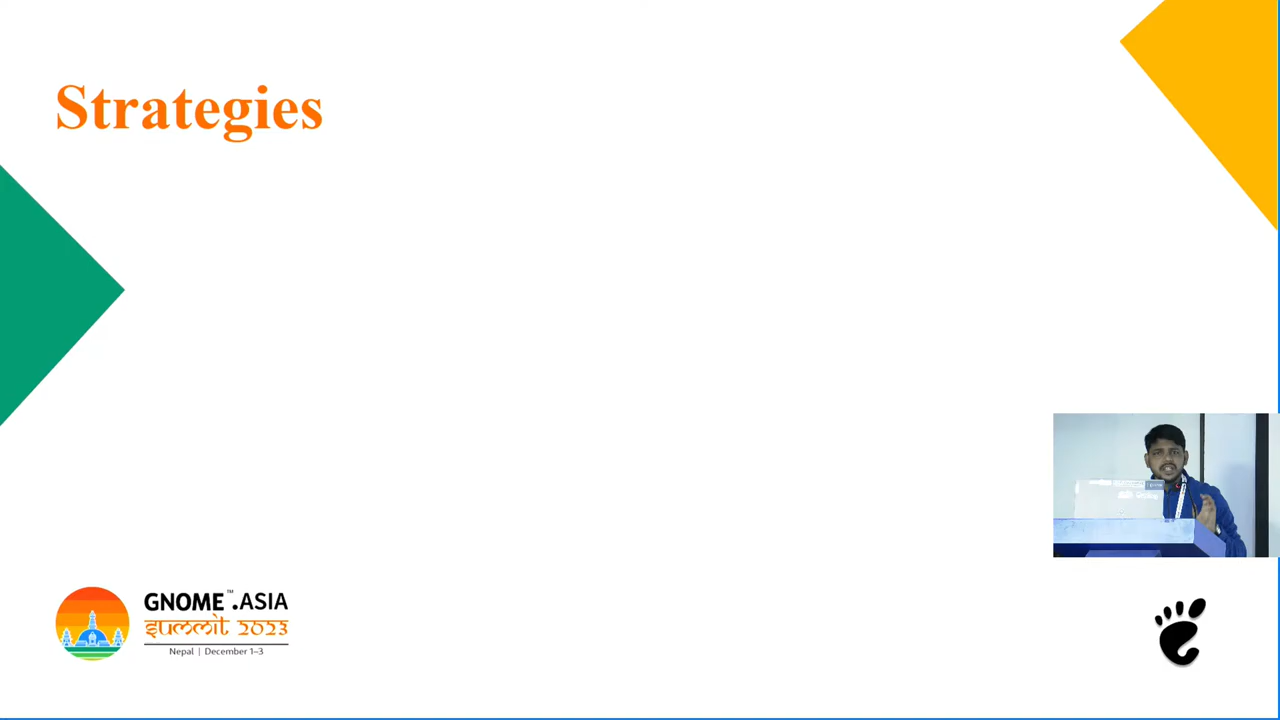 Strategies
GNOME™.ASIA
summit 2023
Nepal | December 1–3